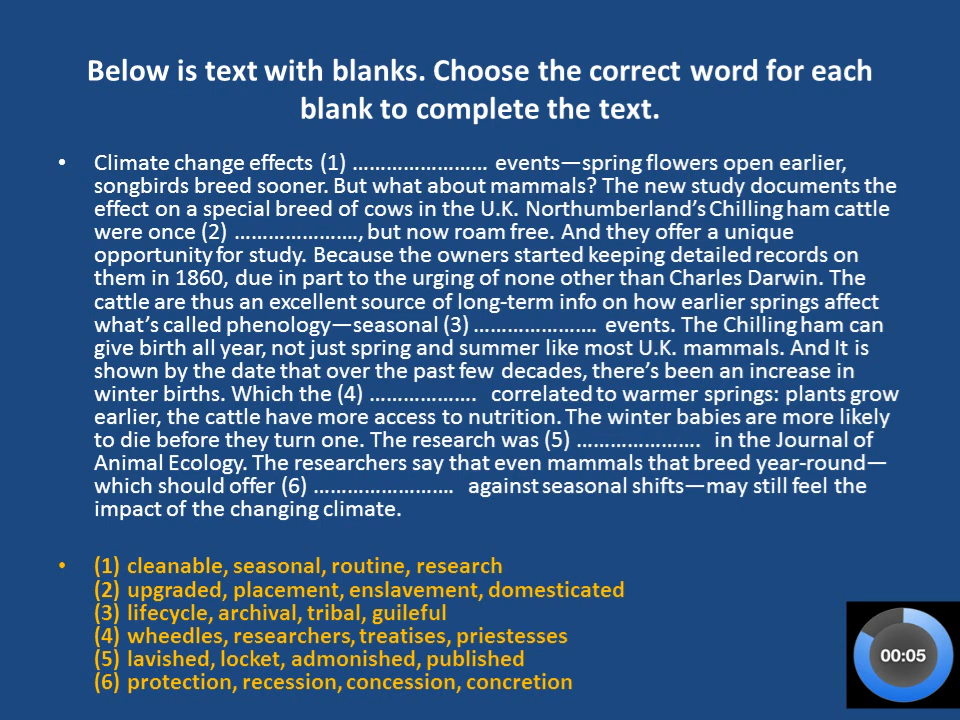 Below is text with blanks. Choose the correct word for each
blank to complete the text.
• Climate change effects (1) …………………… events—spring flowers open earlier,
songbirds breed sooner. But what about mammals? The new study documents the
effect on a special breed of cows in the U.K. Northumberland's Chilling ham cattle
were once (2) …………………., but now roam free. And they offer a unique
opportunity for study. Because the owners started keeping detailed records on
them in 1860, due in part to the urging of none other than Charles Darwin. The
cattle are thus an excellent source of long-term info on how earlier springs affect
what's called phenology—seasonal (3) …………………. events. The Chilling ham can
give birth all year, not just spring and summer like most U.K. mammals. And It is
shown by the date that over the past few decades, there's been an increase in
winter births. Which the (4) ………………. correlated to warmer springs: plants grow
earlier, the cattle have more access to nutrition. The winter babies are more likely
to die before they turn one. The research was (5) …………………. in the Journal of
Animal Ecology. The researchers say that even mammals that breed year-round—
which should offer (6) ……………………. against seasonal shifts—may still feel the
impact of the changing climate.
• (1) cleanable, seasonal, routine, research
(2) upgraded, placement, enslavement, domesticated
(3) lifecycle, archival, tribal, guileful
(4) wheedles, researchers, treatises, priestesses
(5) lavished, locket, admonished, published
(6) protection, recession, concession, concretion
00:05